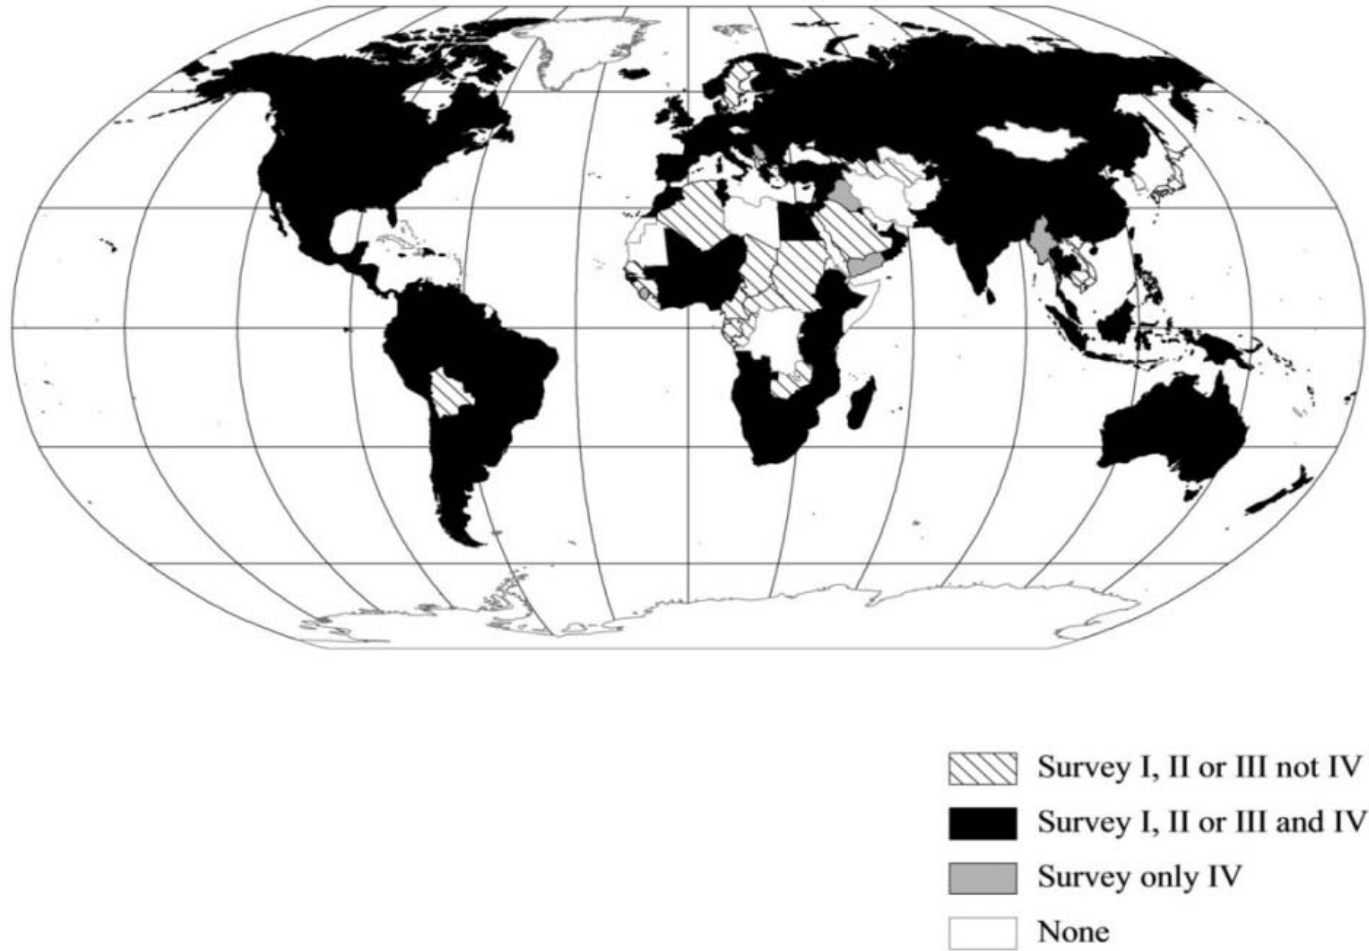 Survey I, II or III not IV
Survey I, II or III and IV
Survey only IV
None